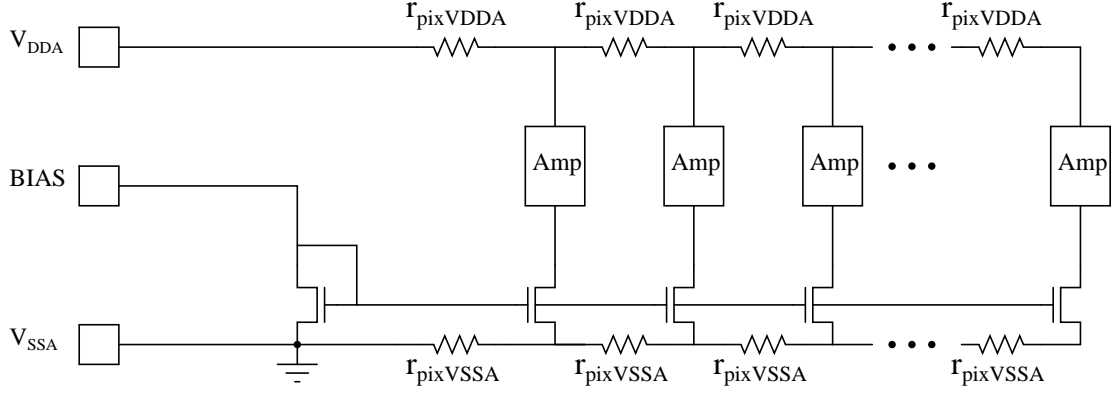 r_pixVDDA r_pixVDDA r_pixVDDA r_pixVDDA
V_DDA
Amp Amp Amp Amp
BIAS
V_SSA
r_pixVSSA r_pixVSSA r_pixVSSA r_pixVSSA